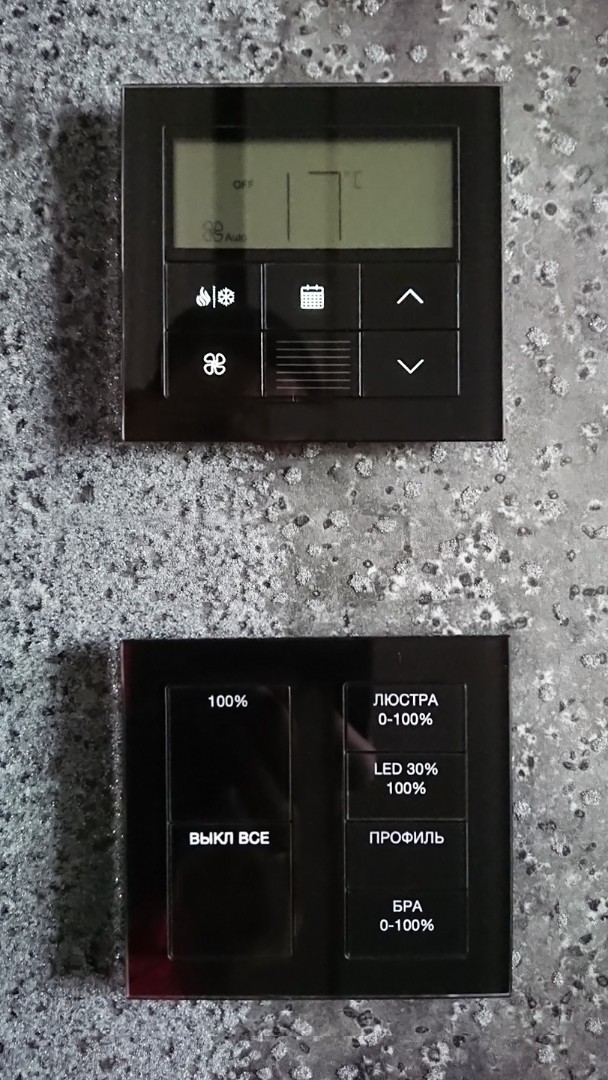 OFF
17 °C
Auto
100%
ВЫКЛ ВСЕ
ЛЮСТРА
0-100%
LED 30%
100%
ПРОФИЛЬ
БРА
0-100%